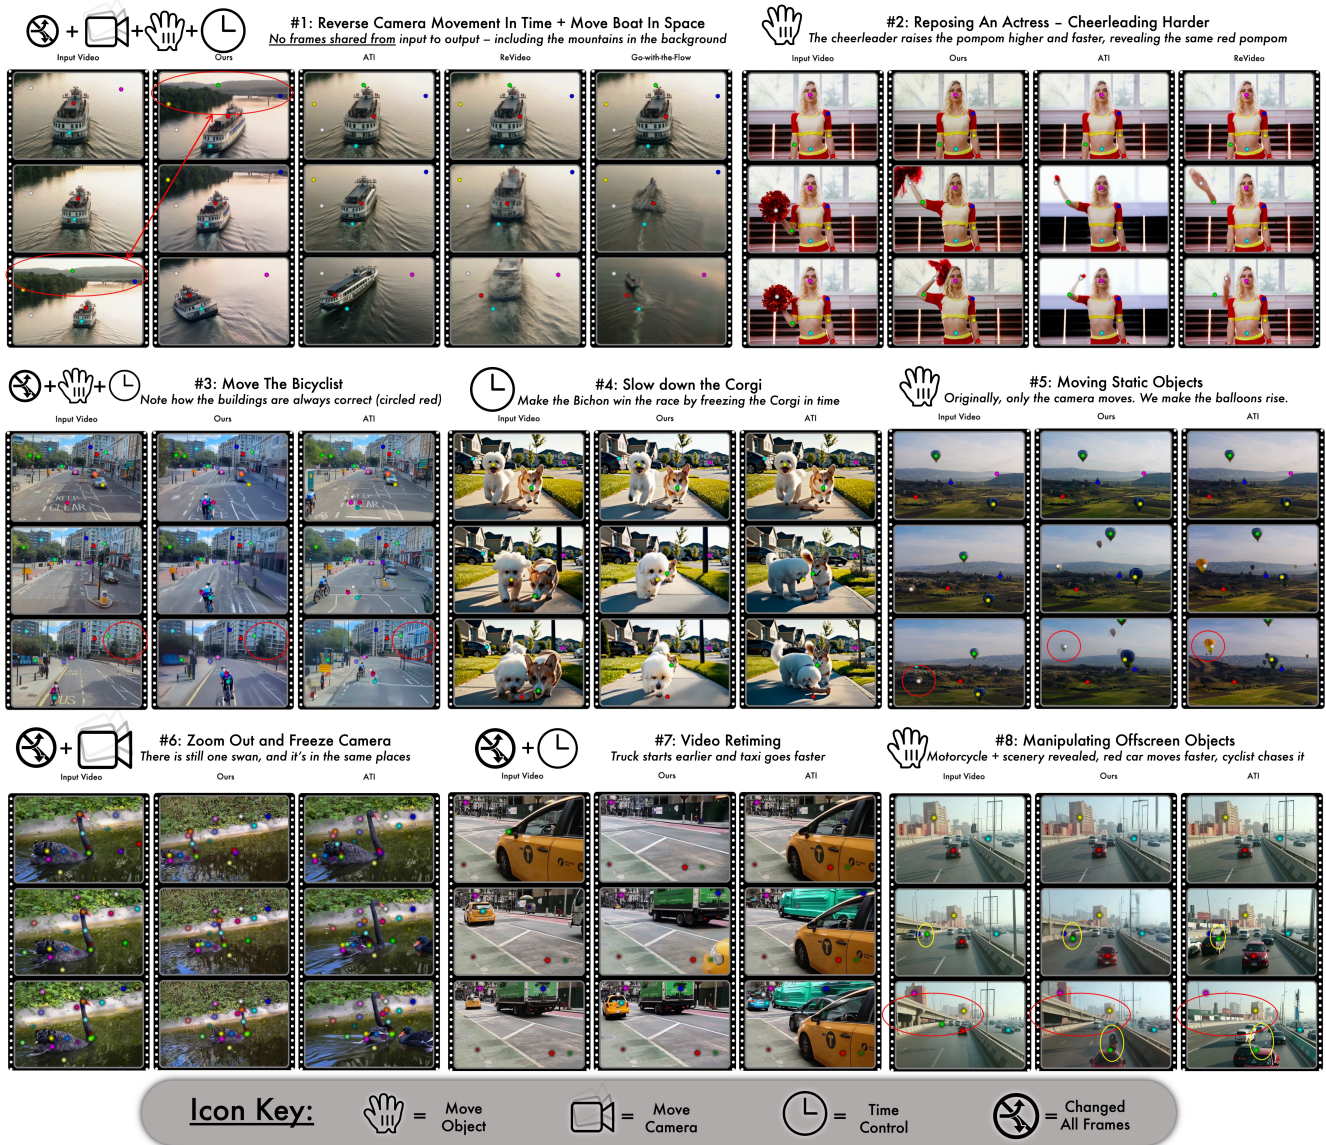 #1: Reverse Camera Movement In Time + Move Boat In Space
No frames shared from input to output – including the mountains in the background
Input Video
Ours
ATI
ReVideo
Go-with-the-Flow
#2: Reposing An Actress – Cheerleading Harder
The cheerleader raises the pompom higher and faster, revealing the same red pompom
Input Video
Ours
ATI
ReVideo
#3: Move The Bicyclist
Note how the buildings are always correct (circled red)
Input Video
Ours
ATI
KEEP
CLEAR
#4: Slow down the Corgi
Make the Bichon win the race by freezing the Corgi in time
Input Video
Ours
ATI
#5: Moving Static Objects
Originally, only the camera moves. We make the balloons rise.
Input Video
Ours
ATI
#6: Zoom Out and Freeze Camera
There is still one swan, and it's in the same places
Input Video
Ours
ATI
#7: Video Retiming
Truck starts earlier and taxi goes faster
Input Video
Ours
ATI
T
#8: Manipulating Offscreen Objects
Motorcycle + scenery revealed, red car moves faster, cyclist chases it
Input Video
Ours
ATI
Icon Key:
= Move Object
= Move Camera
= Time Control
= Changed All Frames